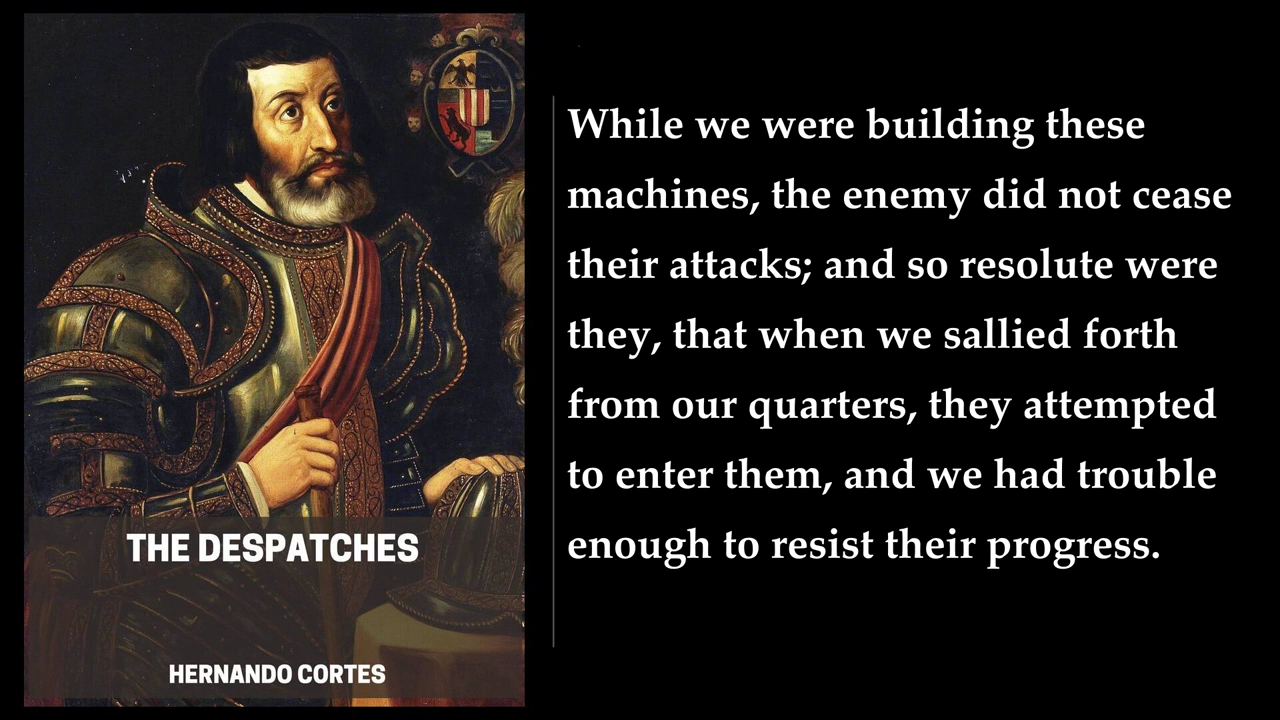 THE DESPATCHES
HERNANDO CORTES
While we were building these
machines, the enemy did not cease
their attacks; and so resolute were
they, that when we sallied forth
from our quarters, they attempted
to enter them, and we had trouble
enough to resist their progress.